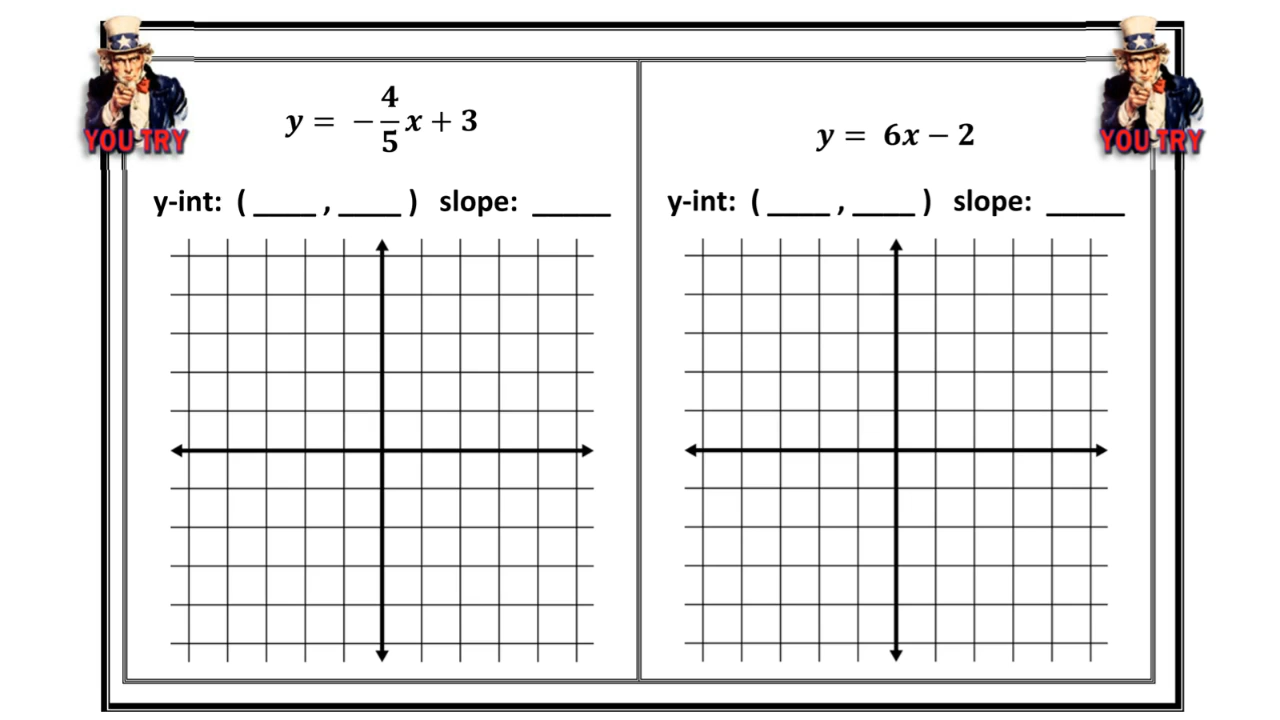 YOU TRY
y = -4/5x + 3
y-int: ( ____ , ____ ) slope: _____
YOU TRY
y = 6x − 2
y-int: ( ____ , ____ ) slope: _____